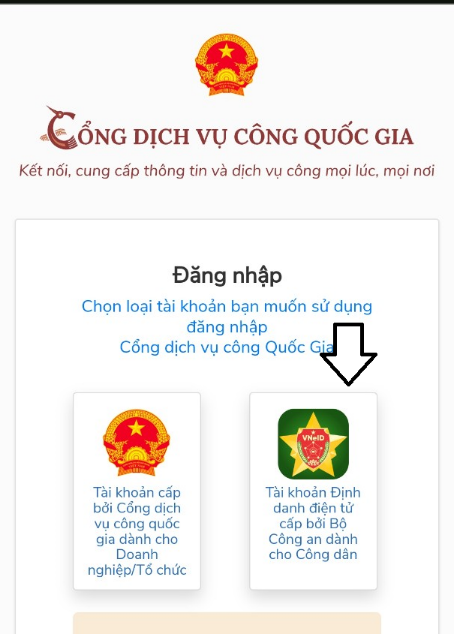 CỔNG DỊCH VỤ CÔNG QUỐC GIA
Kết nối, cung cấp thông tin và dịch vụ công mọi lúc, mọi nơi
Đăng nhập
Chọn loại tài khoản bạn muốn sử dụng
đăng nhập
Cổng dịch vụ công Quốc Gia
Tài khoản cấp
bởi Cổng dịch
vụ công quốc
gia dành cho
Doanh
nghiệp/Tổ chức
VNeID
Tài khoản Định
danh điện tử
cấp bởi Bộ
Công an dành
cho Công dân